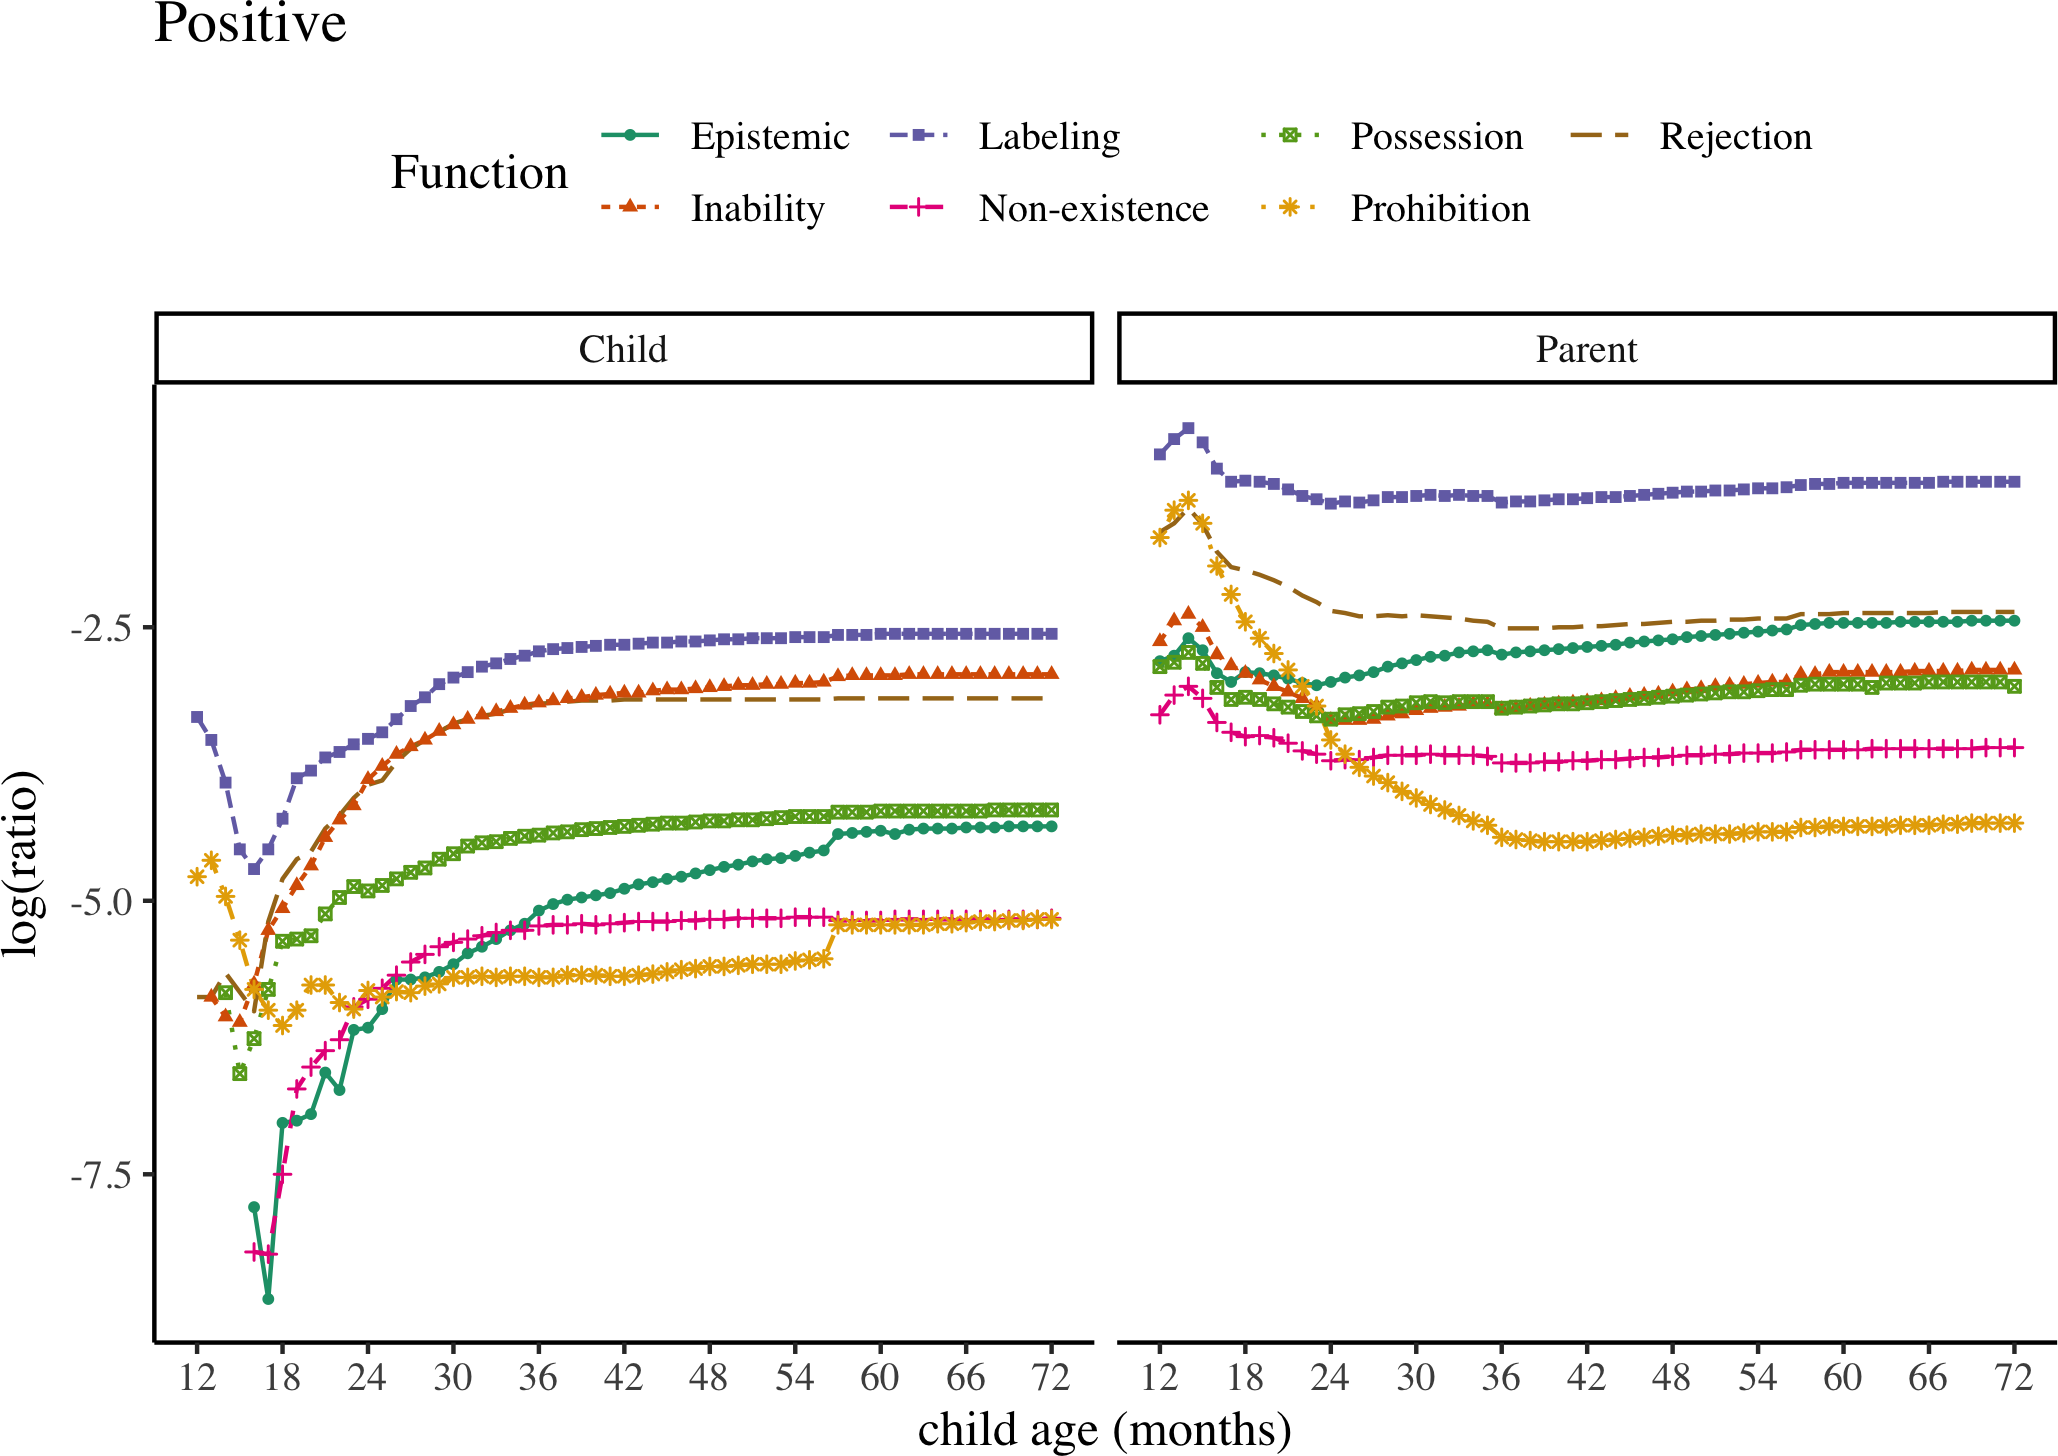 Positive
Function
Epistemic
Labeling
Possession
Rejection
Inability
Non-existence
Prohibition
Child
Parent
log(ratio)
-2.5
-5.0
-7.5
12 18 24 30 36 42 48 54 60 66 72
12 18 24 30 36 42 48 54 60 66 72
child age (months)